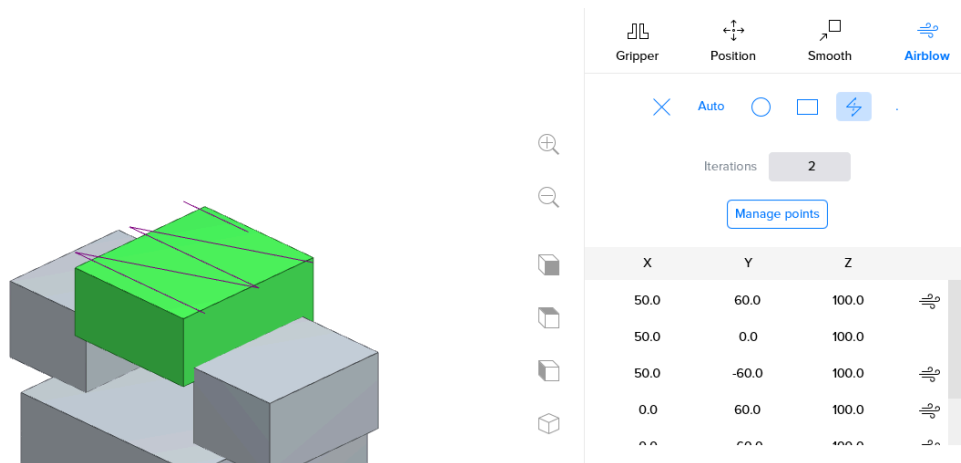 Gripper Position Smooth Airblow
Auto
Iterations 2
Manage points
X Y Z
50.0 60.0 100.0
50.0 0.0 100.0
50.0 -60.0 100.0
0.0 60.0 100.0